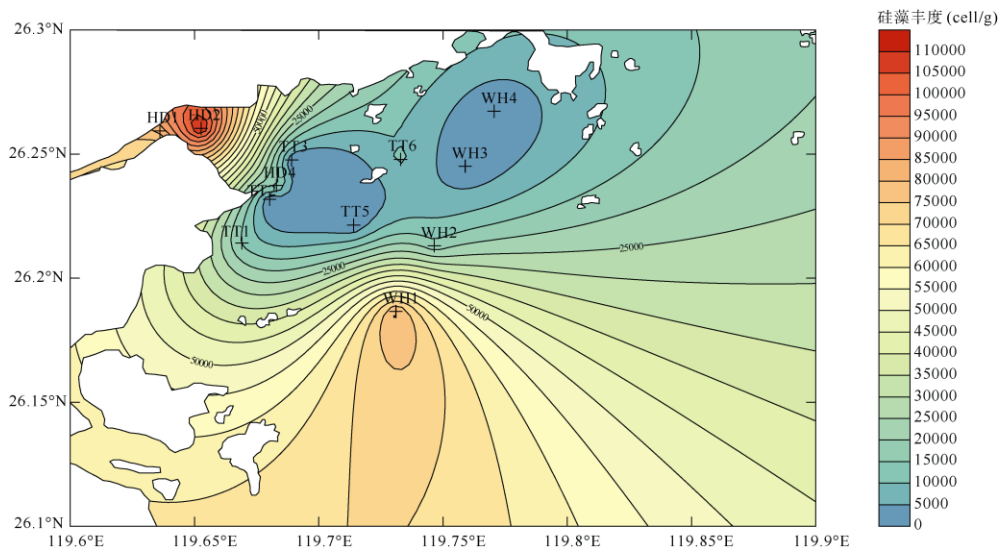 硅藻丰度 (cell/g)
26.3°N
26.25°N
26.2°N
26.15°N
26.1°N
119.6°E
119.65°E
119.7°E
119.75°E
119.8°E
119.85°E
119.9°E
HD1
HD2
TT3
HD4
TT1
TT5
TT6
WH4
WH3
WH2
WH1
50000
25000
25000
25000
50000
50000
110000
105000
100000
95000
90000
85000
80000
75000
70000
65000
60000
55000
50000
45000
40000
35000
30000
25000
20000
15000
10000
5000
0